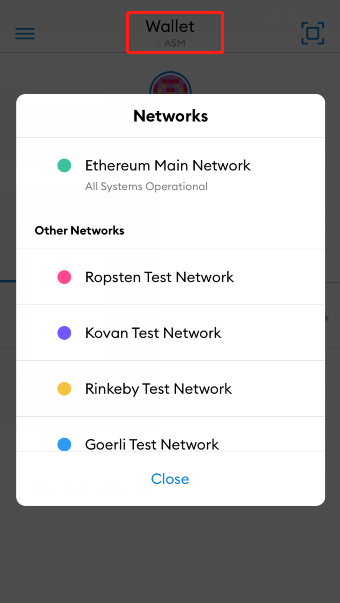 Wallet
ASM
Networks
Ethereum Main Network
All Systems Operational
Other Networks
Ropsten Test Network
Kovan Test Network
Rinkeby Test Network
Goerli Test Network
Close